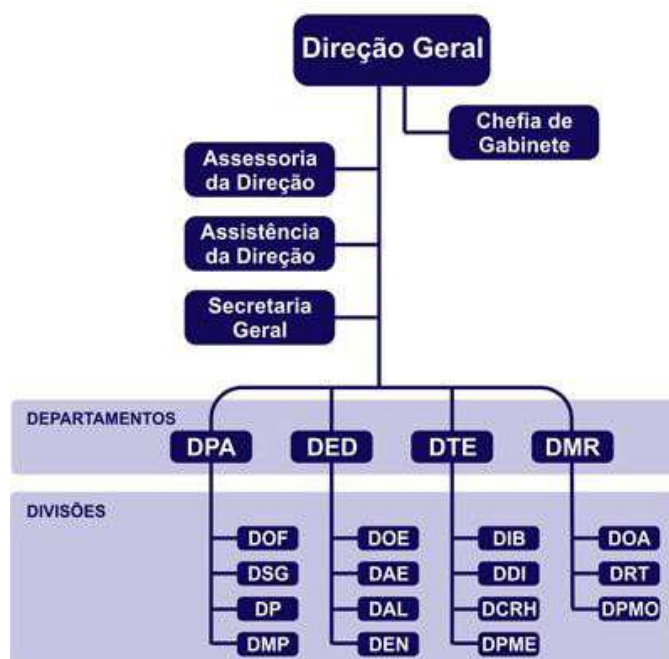 Direção Geral
Chefia de
Gabinete
Assessoria
da Direção
Assistência
da Direção
Secretaria
Geral
DEPARTAMENTOS
DPA DED DTE DMR
DIVISÕES
DOF DOE DIB DOA
DSG DAE DDI DRT
DP DAL DCRH DPMO
DMP DEN DPME